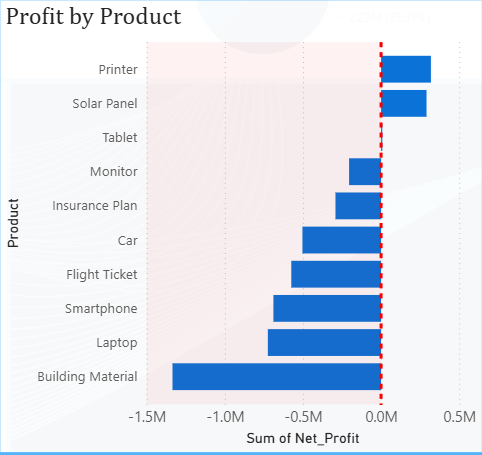 Profit by Product
Printer
Solar Panel
Tablet
Monitor
Insurance Plan
Car
Flight Ticket
Smartphone
Laptop
Building Material
Product
-1.5M -1.0M -0.5M 0.0M 0.5M
Sum of Net_Profit